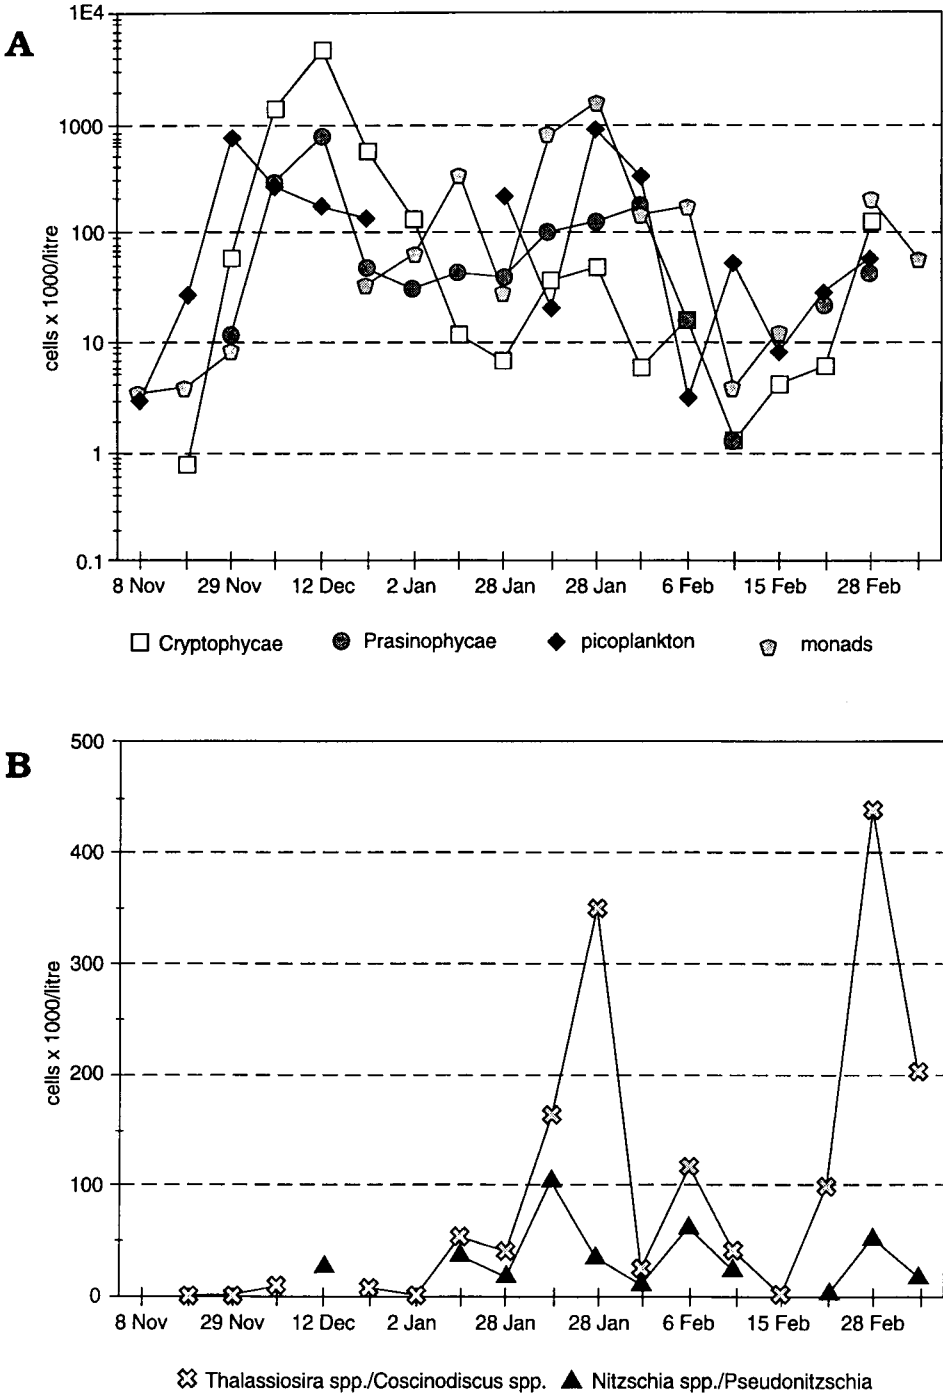 A
1E4
1000
100
10
1
0.1
cells x 1000/litre
8 Nov 29 Nov 12 Dec 2 Jan 28 Jan 28 Jan 6 Feb 15 Feb 28 Feb
Cryptophycae Prasinophycae picoplankton monads
B
500
400
300
200
100
0
cells x 1000/litre
8 Nov 29 Nov 12 Dec 2 Jan 28 Jan 28 Jan 6 Feb 15 Feb 28 Feb
Thalassiosira spp./Coscinodiscus spp. Nitzschia spp./Pseudonitzschia